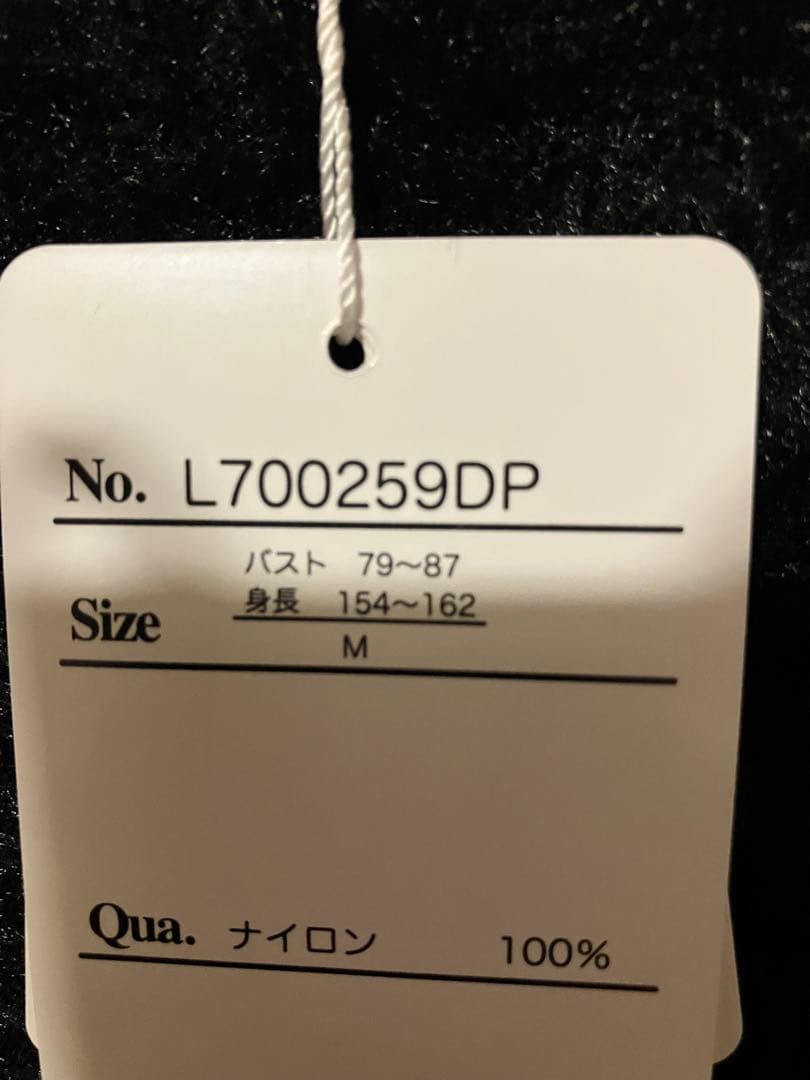 No. L700259DP
バスト 79～87
身長 154～162
Size
M
Qua. ナイロン 100%